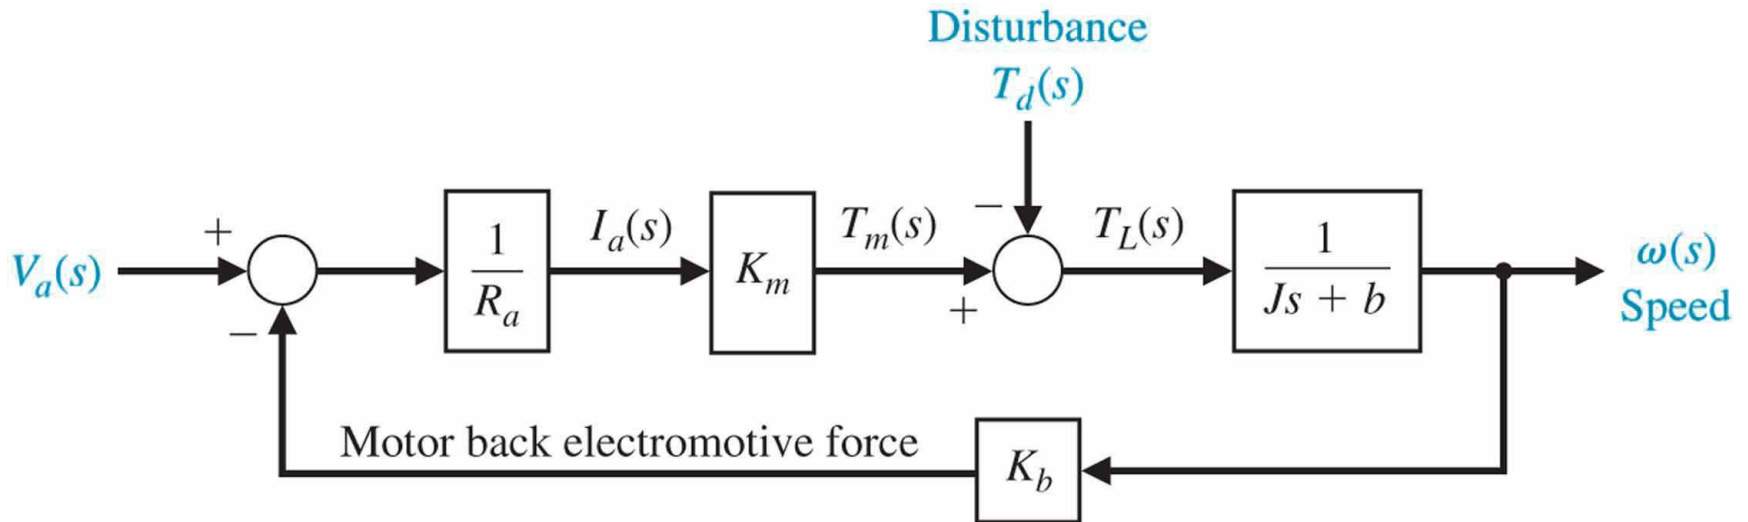 Disturbance
T_d(s)
V_a(s)
+
−
1
R_a
I_a(s)
K_m
T_m(s)
−
+
T_L(s)
1
Js + b
ω(s)
Speed
Motor back electromotive force
K_b